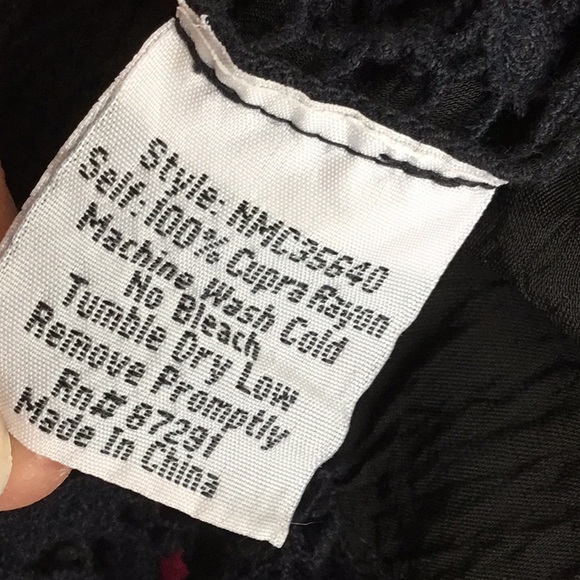 Style: NMC35640
Self:100% Cupra Rayon
Machine Wash Cold
No Bleach
Tumble Dry Low
Remove Promptly
Rn# 87291
Made In China